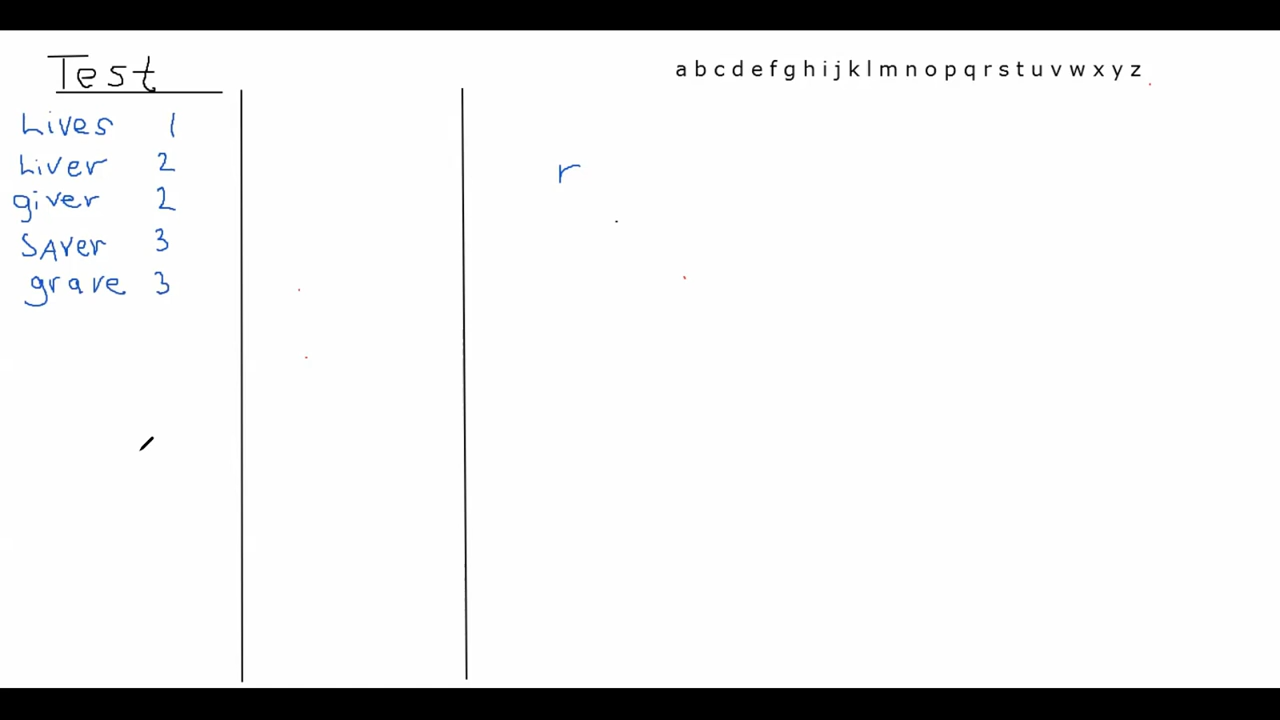 Test
Lives 1
Liver 2
giver 2
SAver 3
grave 3
r
a b c d e f g h i j k l m n o p q r s t u v w x y z